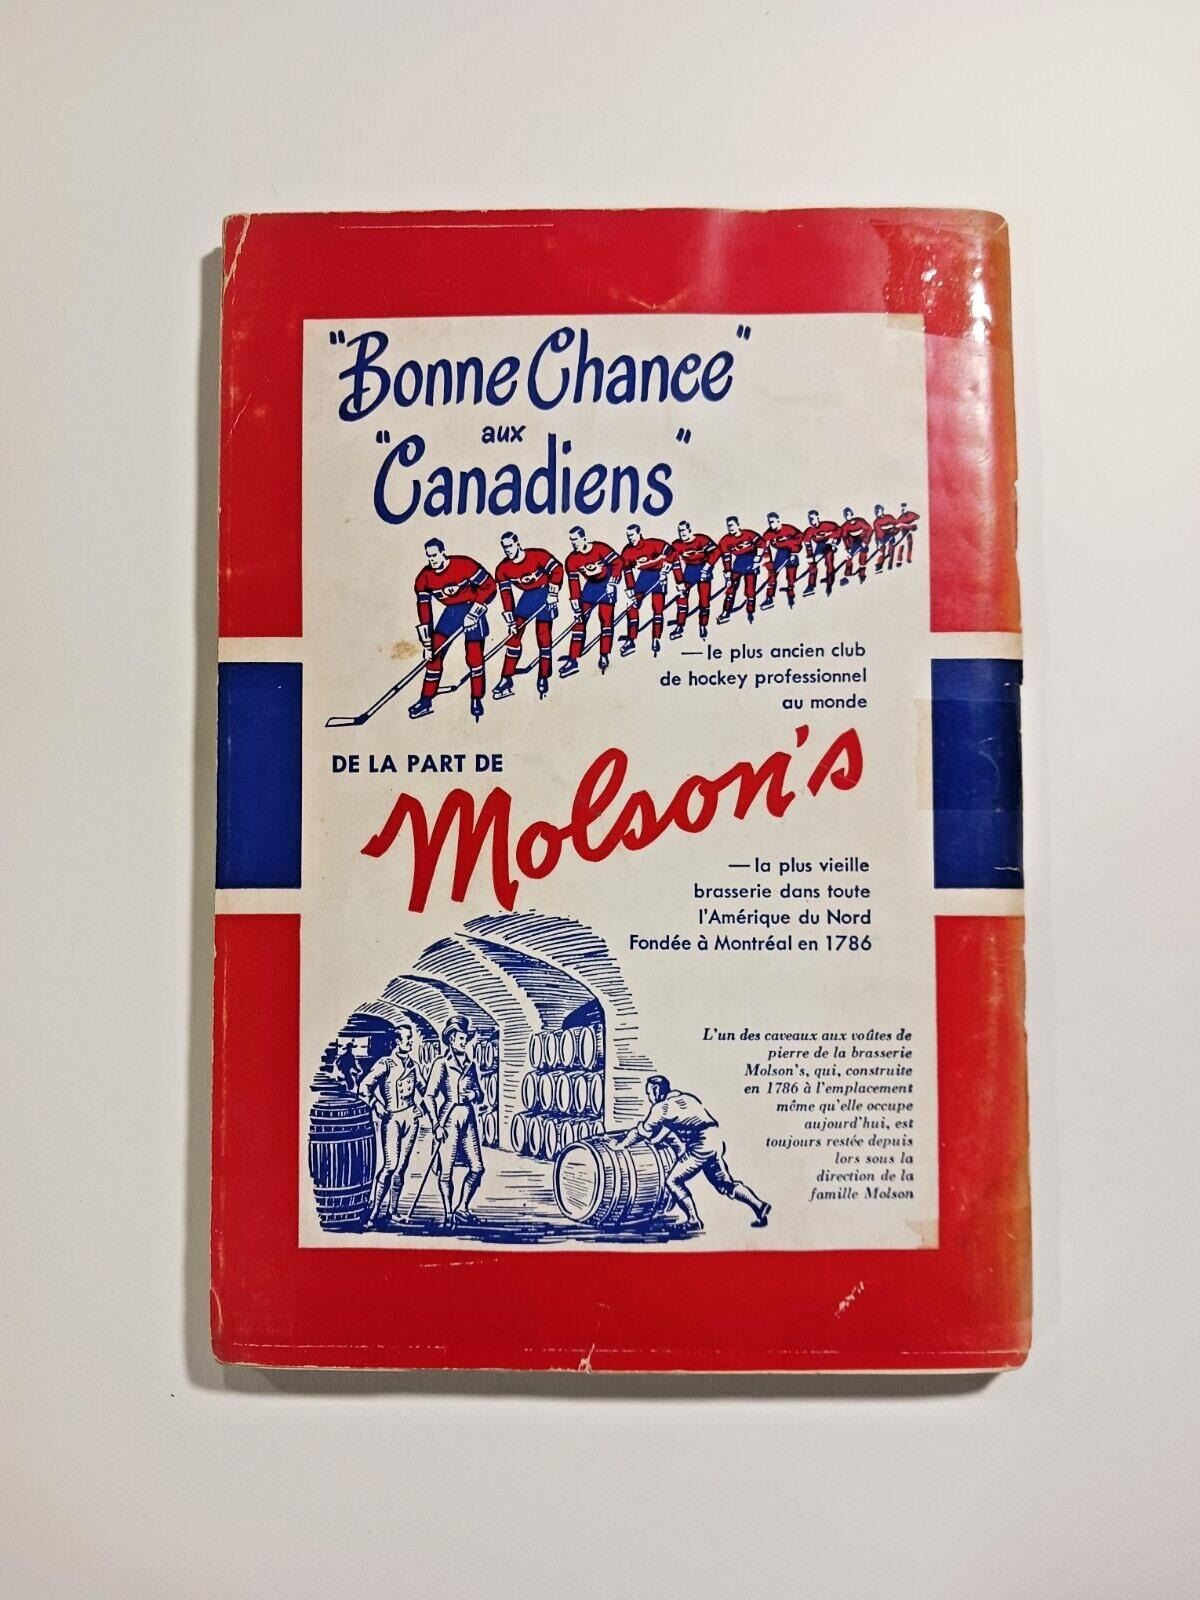 "Bonne Chance"
aux
"Canadiens"
—le plus ancien club
de hockey professionnel
au monde
DE LA PART DE
Molson's
—la plus vieille
brasserie dans toute
l'Amérique du Nord
Fondée à Montréal en 1786
L'un des caveaux aux voûtes de
pierre de la brasserie
Molson's, qui, construite
en 1786 à l'emplacement
même qu'elle occupe
aujourd'hui, est
toujours restée depuis
lors sous la
direction de la
famille Molson